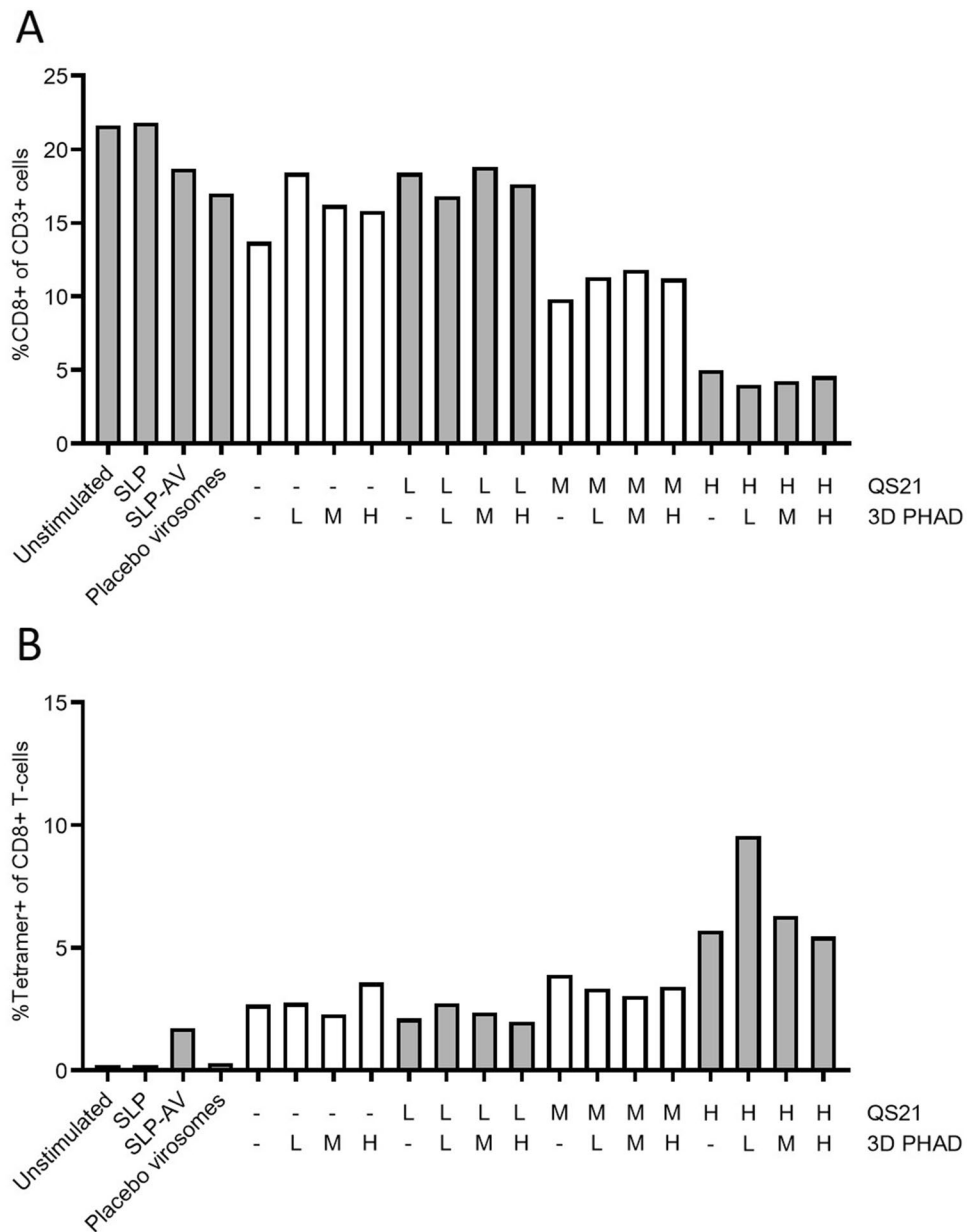 A
%CD8+ of CD3+ cells
25
20
15
10
5
0
Unstimulated
SLP
SLP-AV
Placebo virosomes
- - - - L L L L M M M M H H H H QS21
- L M H - L M H - L M H - L M H 3D PHAD
B
%Tetramer+ of CD8+ T-cells
15
10
5
0
Unstimulated
SLP
SLP-AV
Placebo virosomes
- - - - L L L L M M M M H H H H QS21
- L M H - L M H - L M H - L M H 3D PHAD